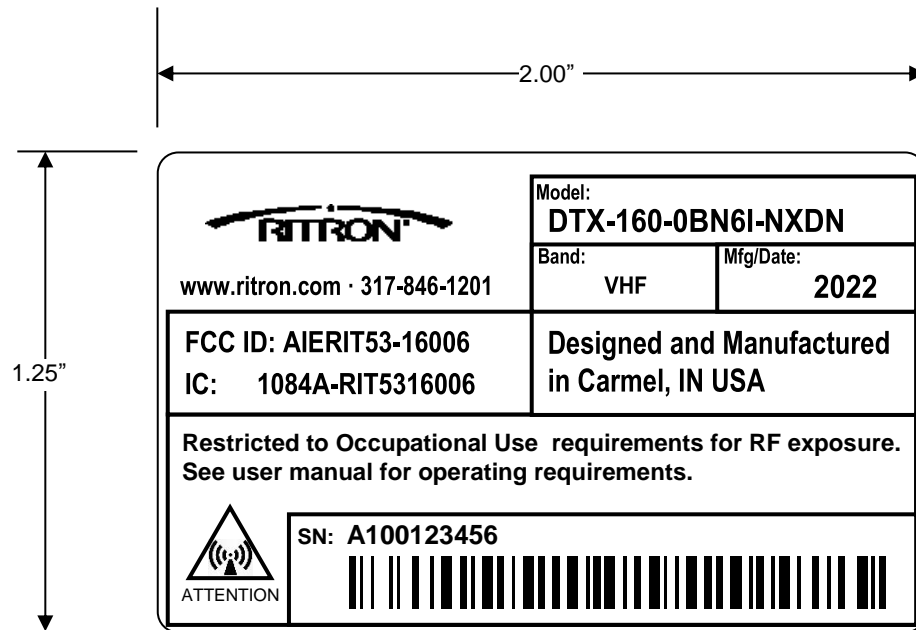 2.00”
1.25”
RITRON
www.ritron.com · 317-846-1201
Model:
DTX-160-0BN6I-NXDN
Band:
VHF
Mfg/Date:
2022
FCC ID: AIERIT53-16006
IC: 1084A-RIT5316006
Designed and Manufactured
in Carmel, IN USA
Restricted to Occupational Use requirements for RF exposure.
See user manual for operating requirements.
ATTENTION
SN: A100123456